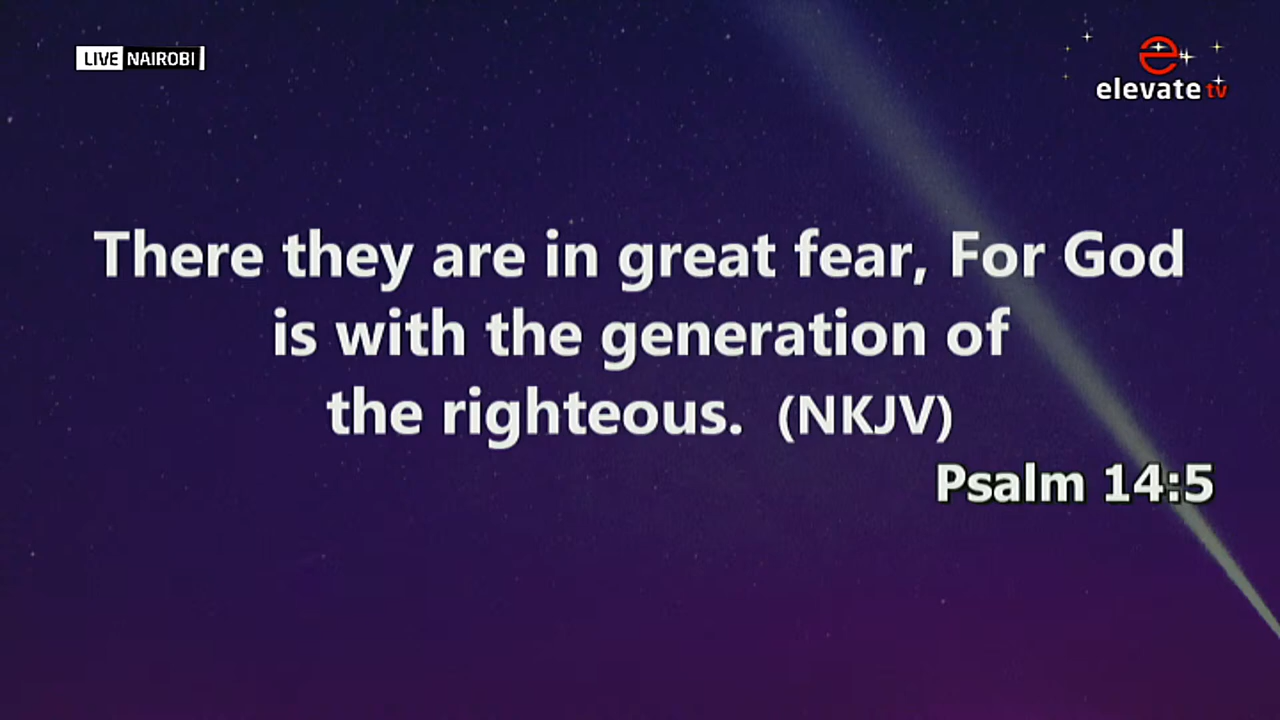 LIVE NAIROBI
elevate tv
There they are in great fear, For God
is with the generation of
the righteous. (NKJV)
Psalm 14:5